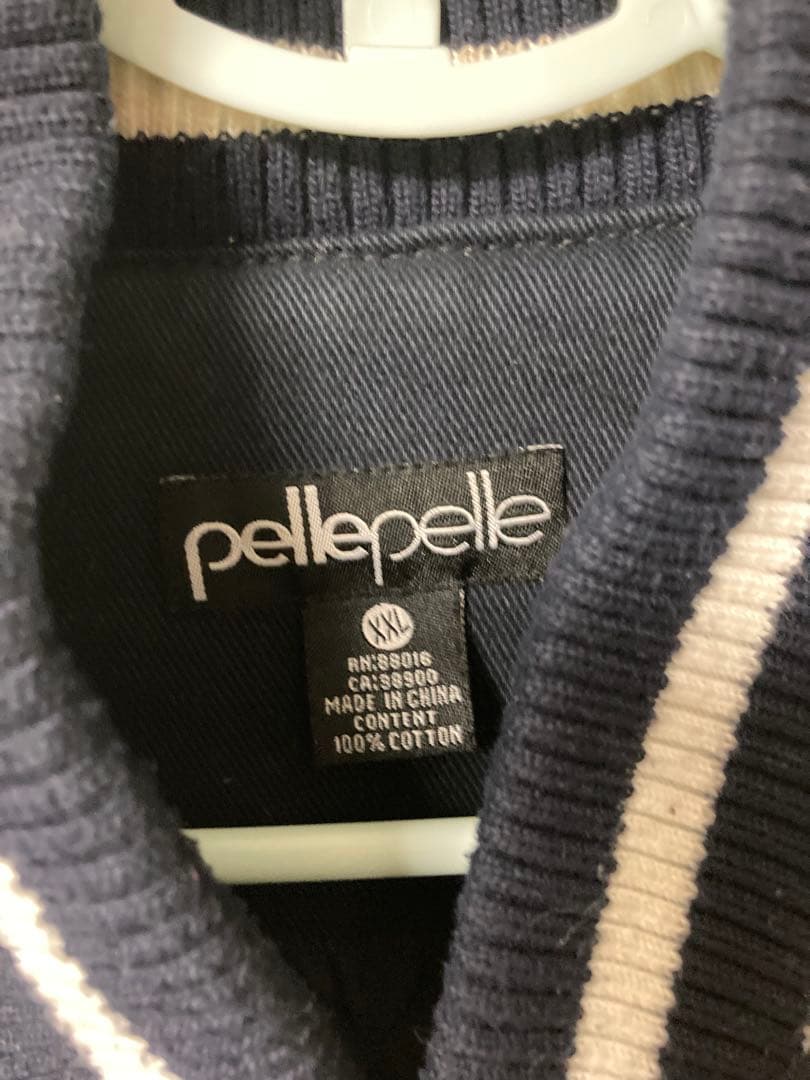 pellepelle
XXL
RN:88016
CA:38900
MADE IN CHINA
CONTENT
100% COTTON